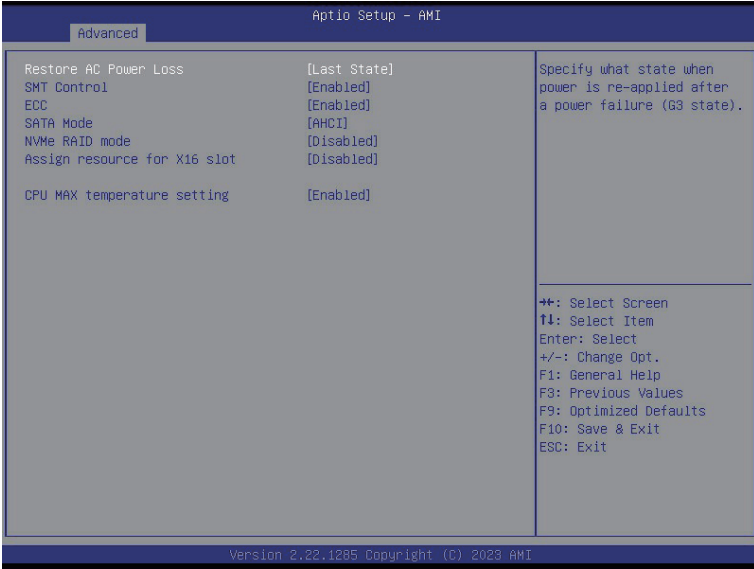 Aptio Setup - AMI
Advanced
Restore AC Power Loss [Last State]
SMT Control [Enabled]
ECC [Enabled]
SATA Mode [AHCI]
NVMe RAID mode [Disabled]
Assign resource for X16 slot [Disabled]
CPU MAX temperature setting [Enabled]
Specify what state when
power is re-applied after
a power failure (G3 state).
→←: Select Screen
↑↓: Select Item
Enter: Select
+/-: Change Opt.
F1: General Help
F3: Previous Values
F9: Optimized Defaults
F10: Save & Exit
ESC: Exit
Version 2.22.1285 Copyright (C) 2023 AMI